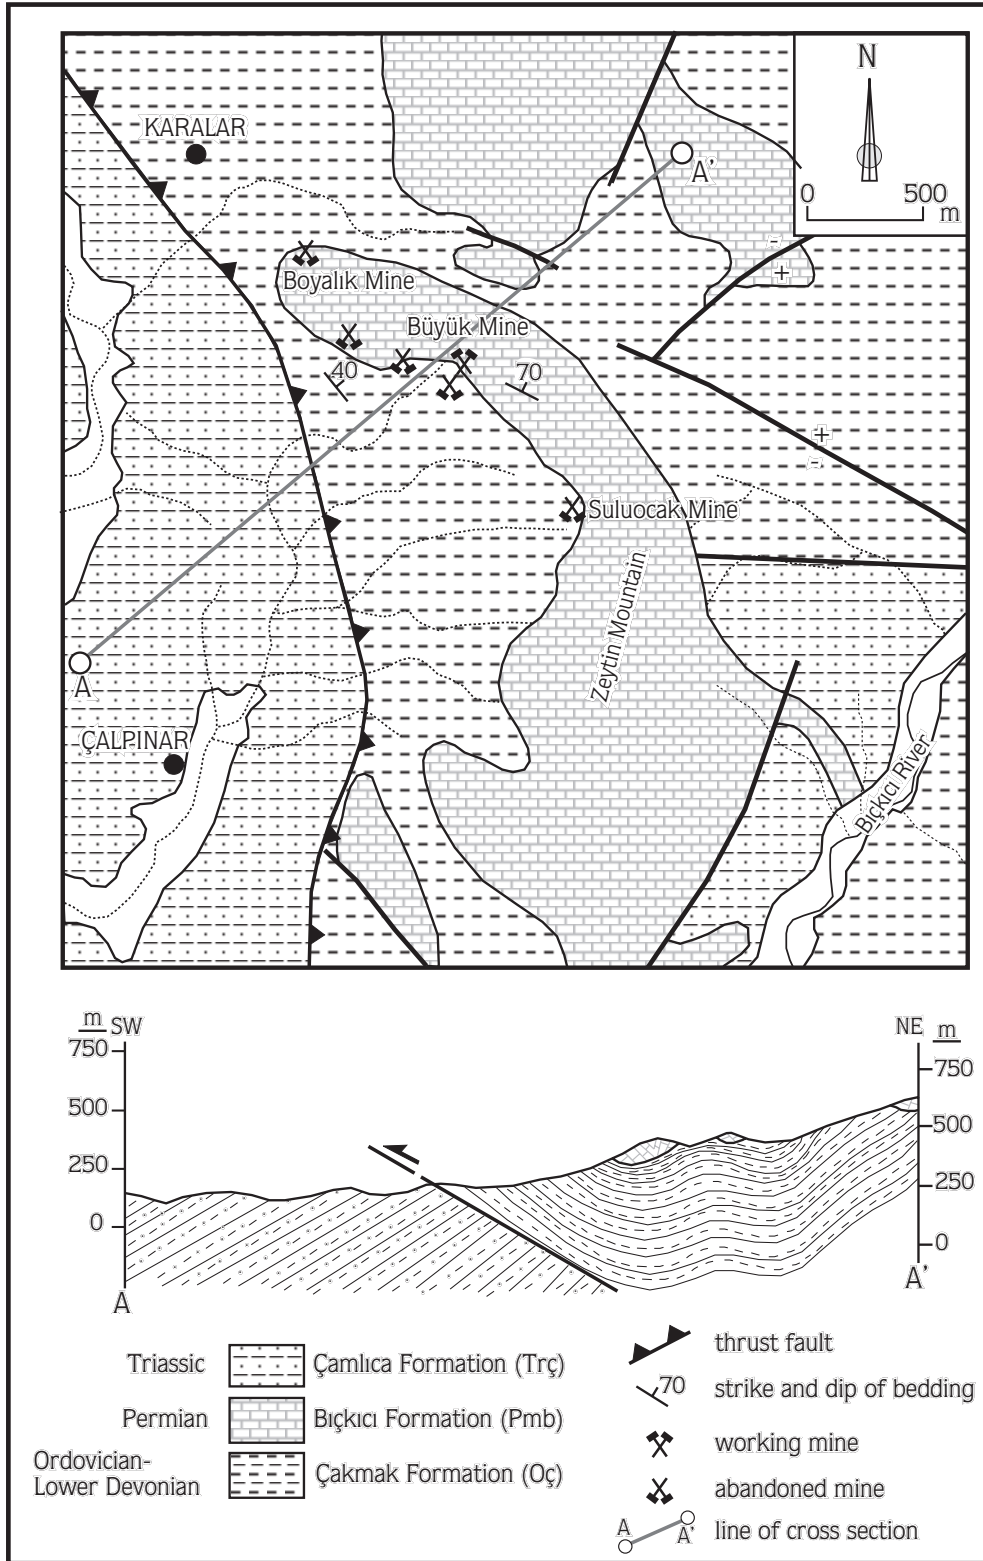 N
0 500
m
KARALAR
A'
-
+
Boyalık Mine
Büyük Mine
40
70
+
-
Suluocak Mine
Zeytin Mountain
A
ÇALPINAR
Bıçkıcı River
m SW
NE m
750
750
500
500
250
250
0
0
A
A'
Triassic Çamlıca Formation (Trç)
Permian Bıçkıcı Formation (Pmb)
Ordovician-
Lower Devonian Çakmak Formation (Oç)
thrust fault
70 strike and dip of bedding
working mine
abandoned mine
A A' line of cross section